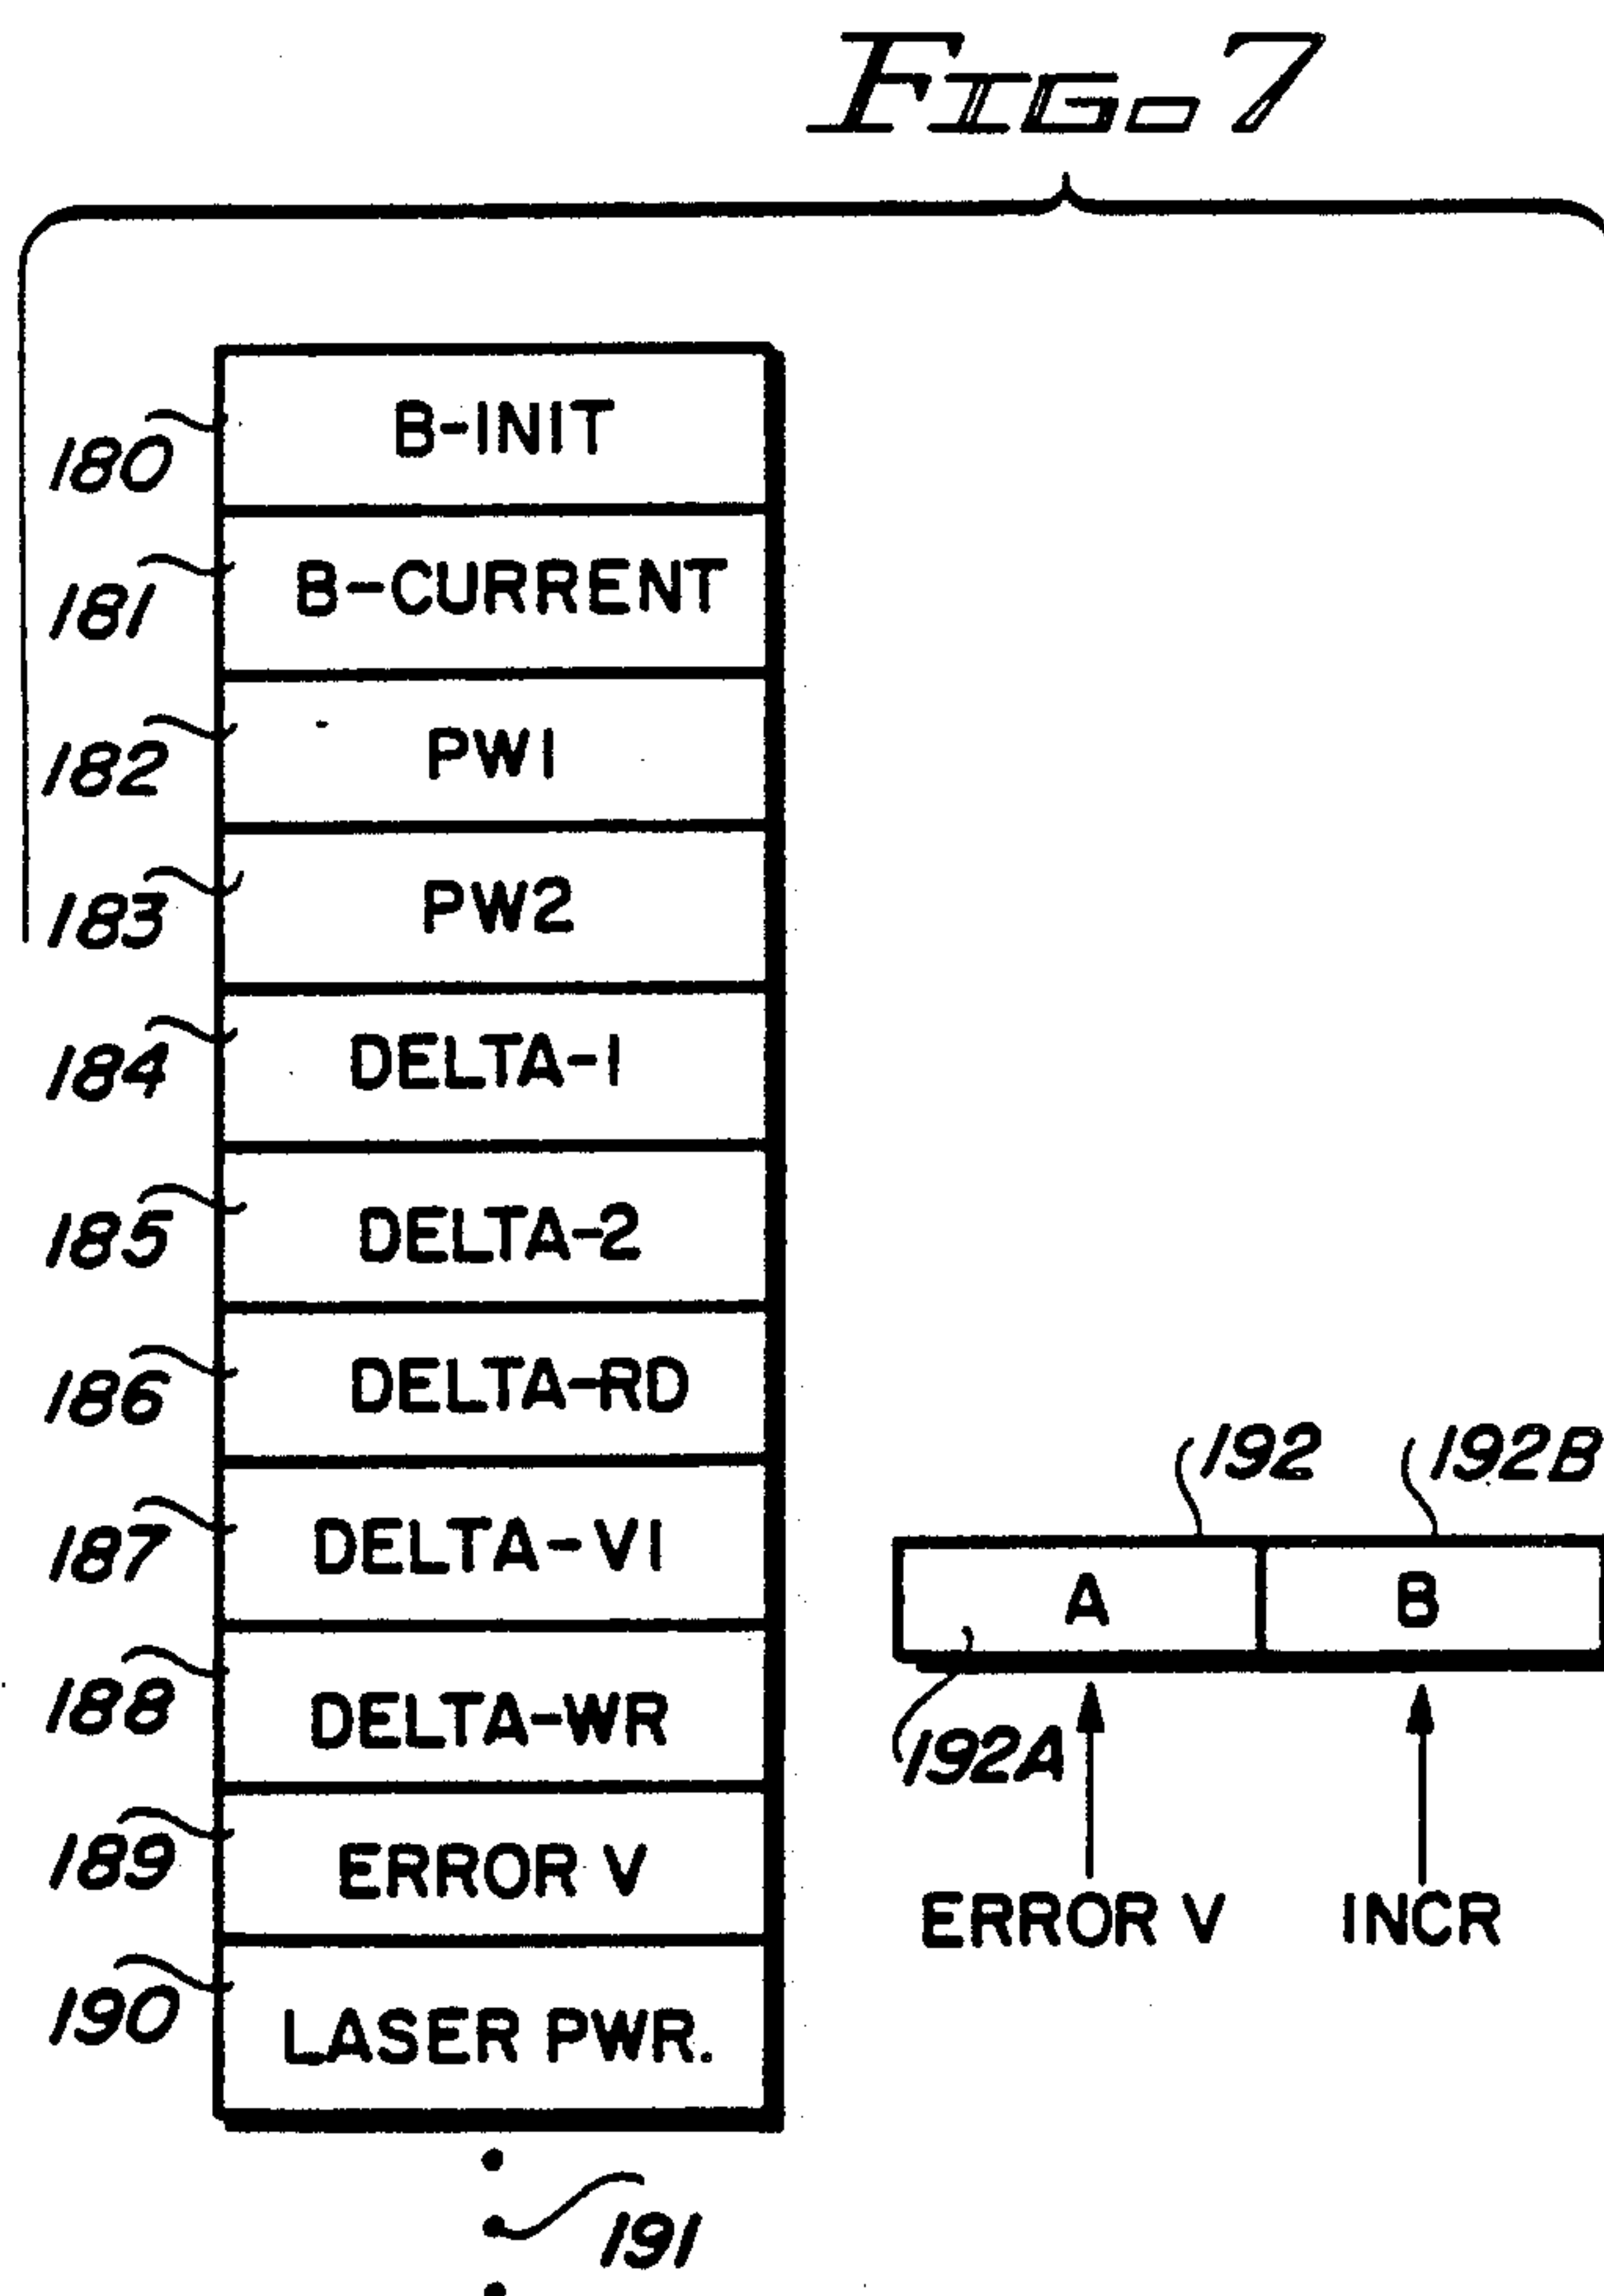 FIG. 7
180 B-INIT
181 B-CURRENT
182 PW1
183 PW2
184 DELTA-1
185 DELTA-2
186 DELTA-RD
187 DELTA-V1
188 DELTA-WR
189 ERROR V
190 LASER PWR.
191
192 192B
A B
192A
ERROR V INCR